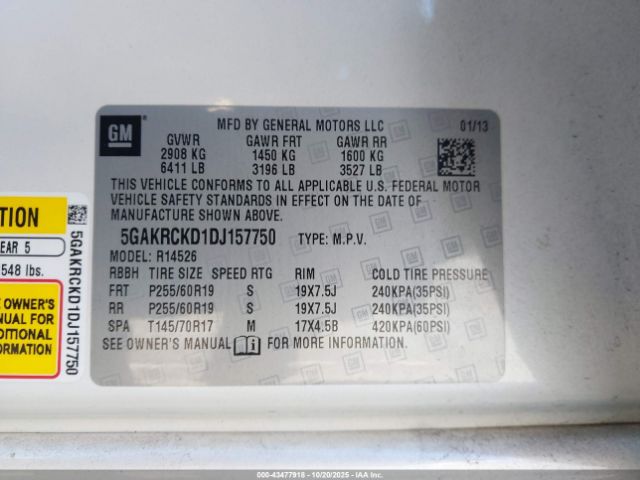 GM
MFD BY GENERAL MOTORS LLC 01/13
GVWR GAWR FRT GAWR RR
2908 KG 1450 KG 1600 KG
6411 LB 3196 LB 3527 LB
THIS VEHICLE CONFORMS TO ALL APPLICABLE U.S. FEDERAL MOTOR
VEHICLE SAFETY STANDARDS IN EFFECT ON THE DATE OF
MANUFACTURE SHOWN ABOVE.
5GAKRCKD1DJ157750 TYPE: M.P.V.
MODEL: R14526
RBBH TIRE SIZE SPEED RTG RIM COLD TIRE PRESSURE
FRT P255/60R19 S 19X7.5J 240KPA(35PSI)
RR P255/60R19 S 19X7.5J 240KPA(35PSI)
SPA T145/70R17 M 17X4.5B 420KPA(60PSI)
SEE OWNER'S MANUAL FOR MORE INFORMATION.
TION
EAR 5
548 lbs.
E OWNER'S
NUAL FOR
DITIONAL
ORMATION
5GAKRCKD1DJ157750
000-43477918 - 10/20/2025 - IAA Inc.